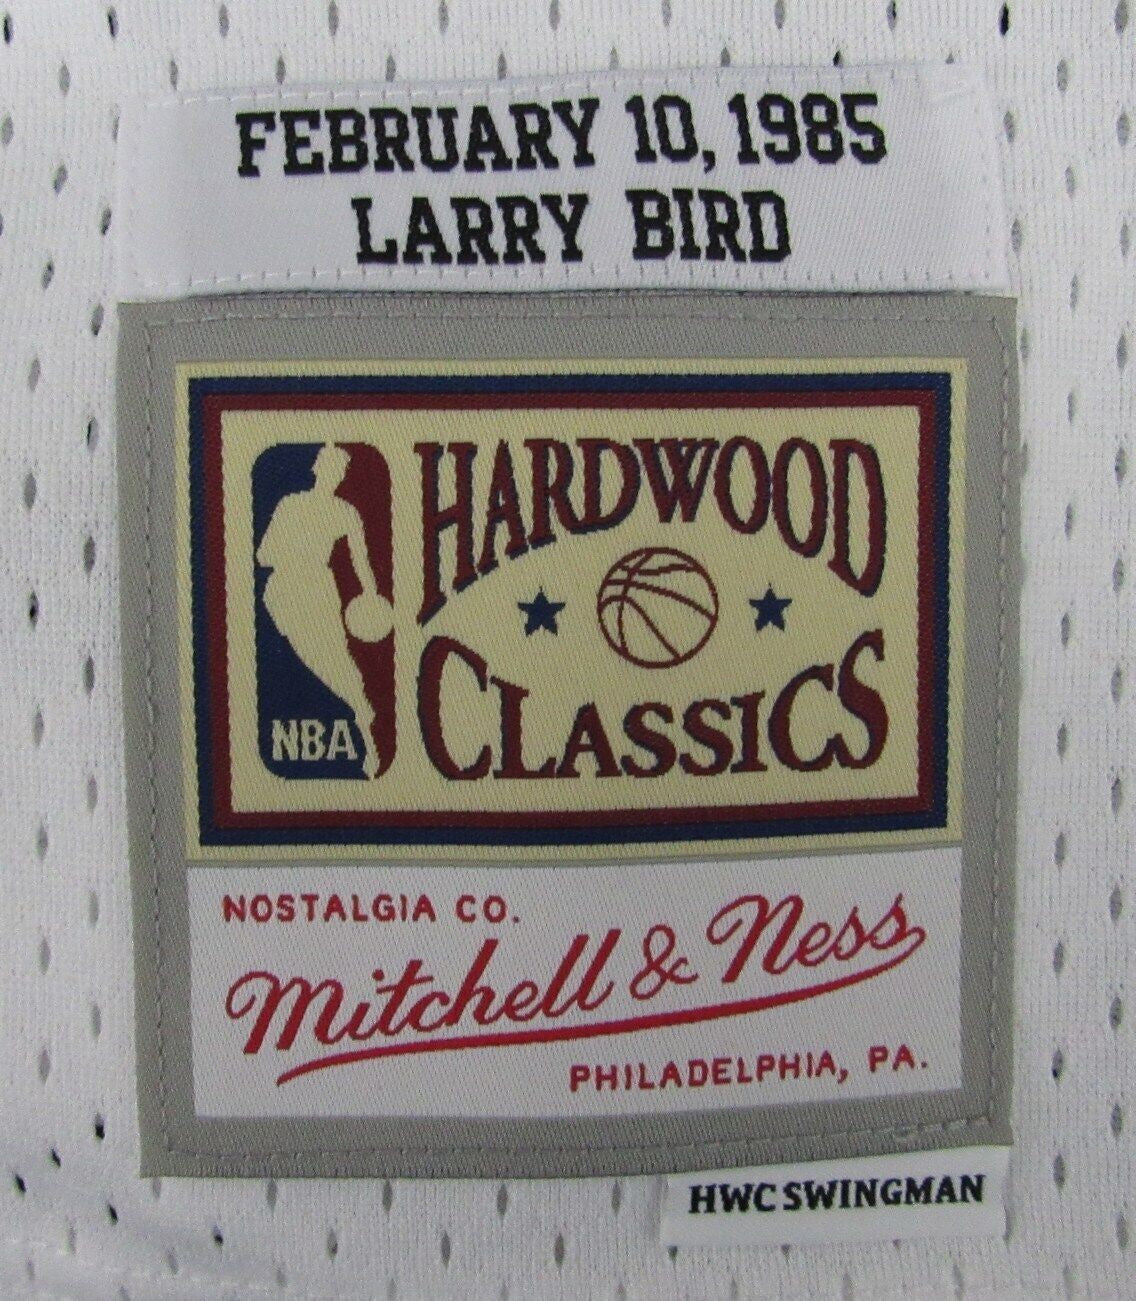 FEBRUARY 10, 1985
LARRY BIRD
HARDWOOD
CLASSICS
NBA
NOSTALGIA CO.
Mitchell & Ness
PHILADELPHIA, PA.
HWC SWINGMAN